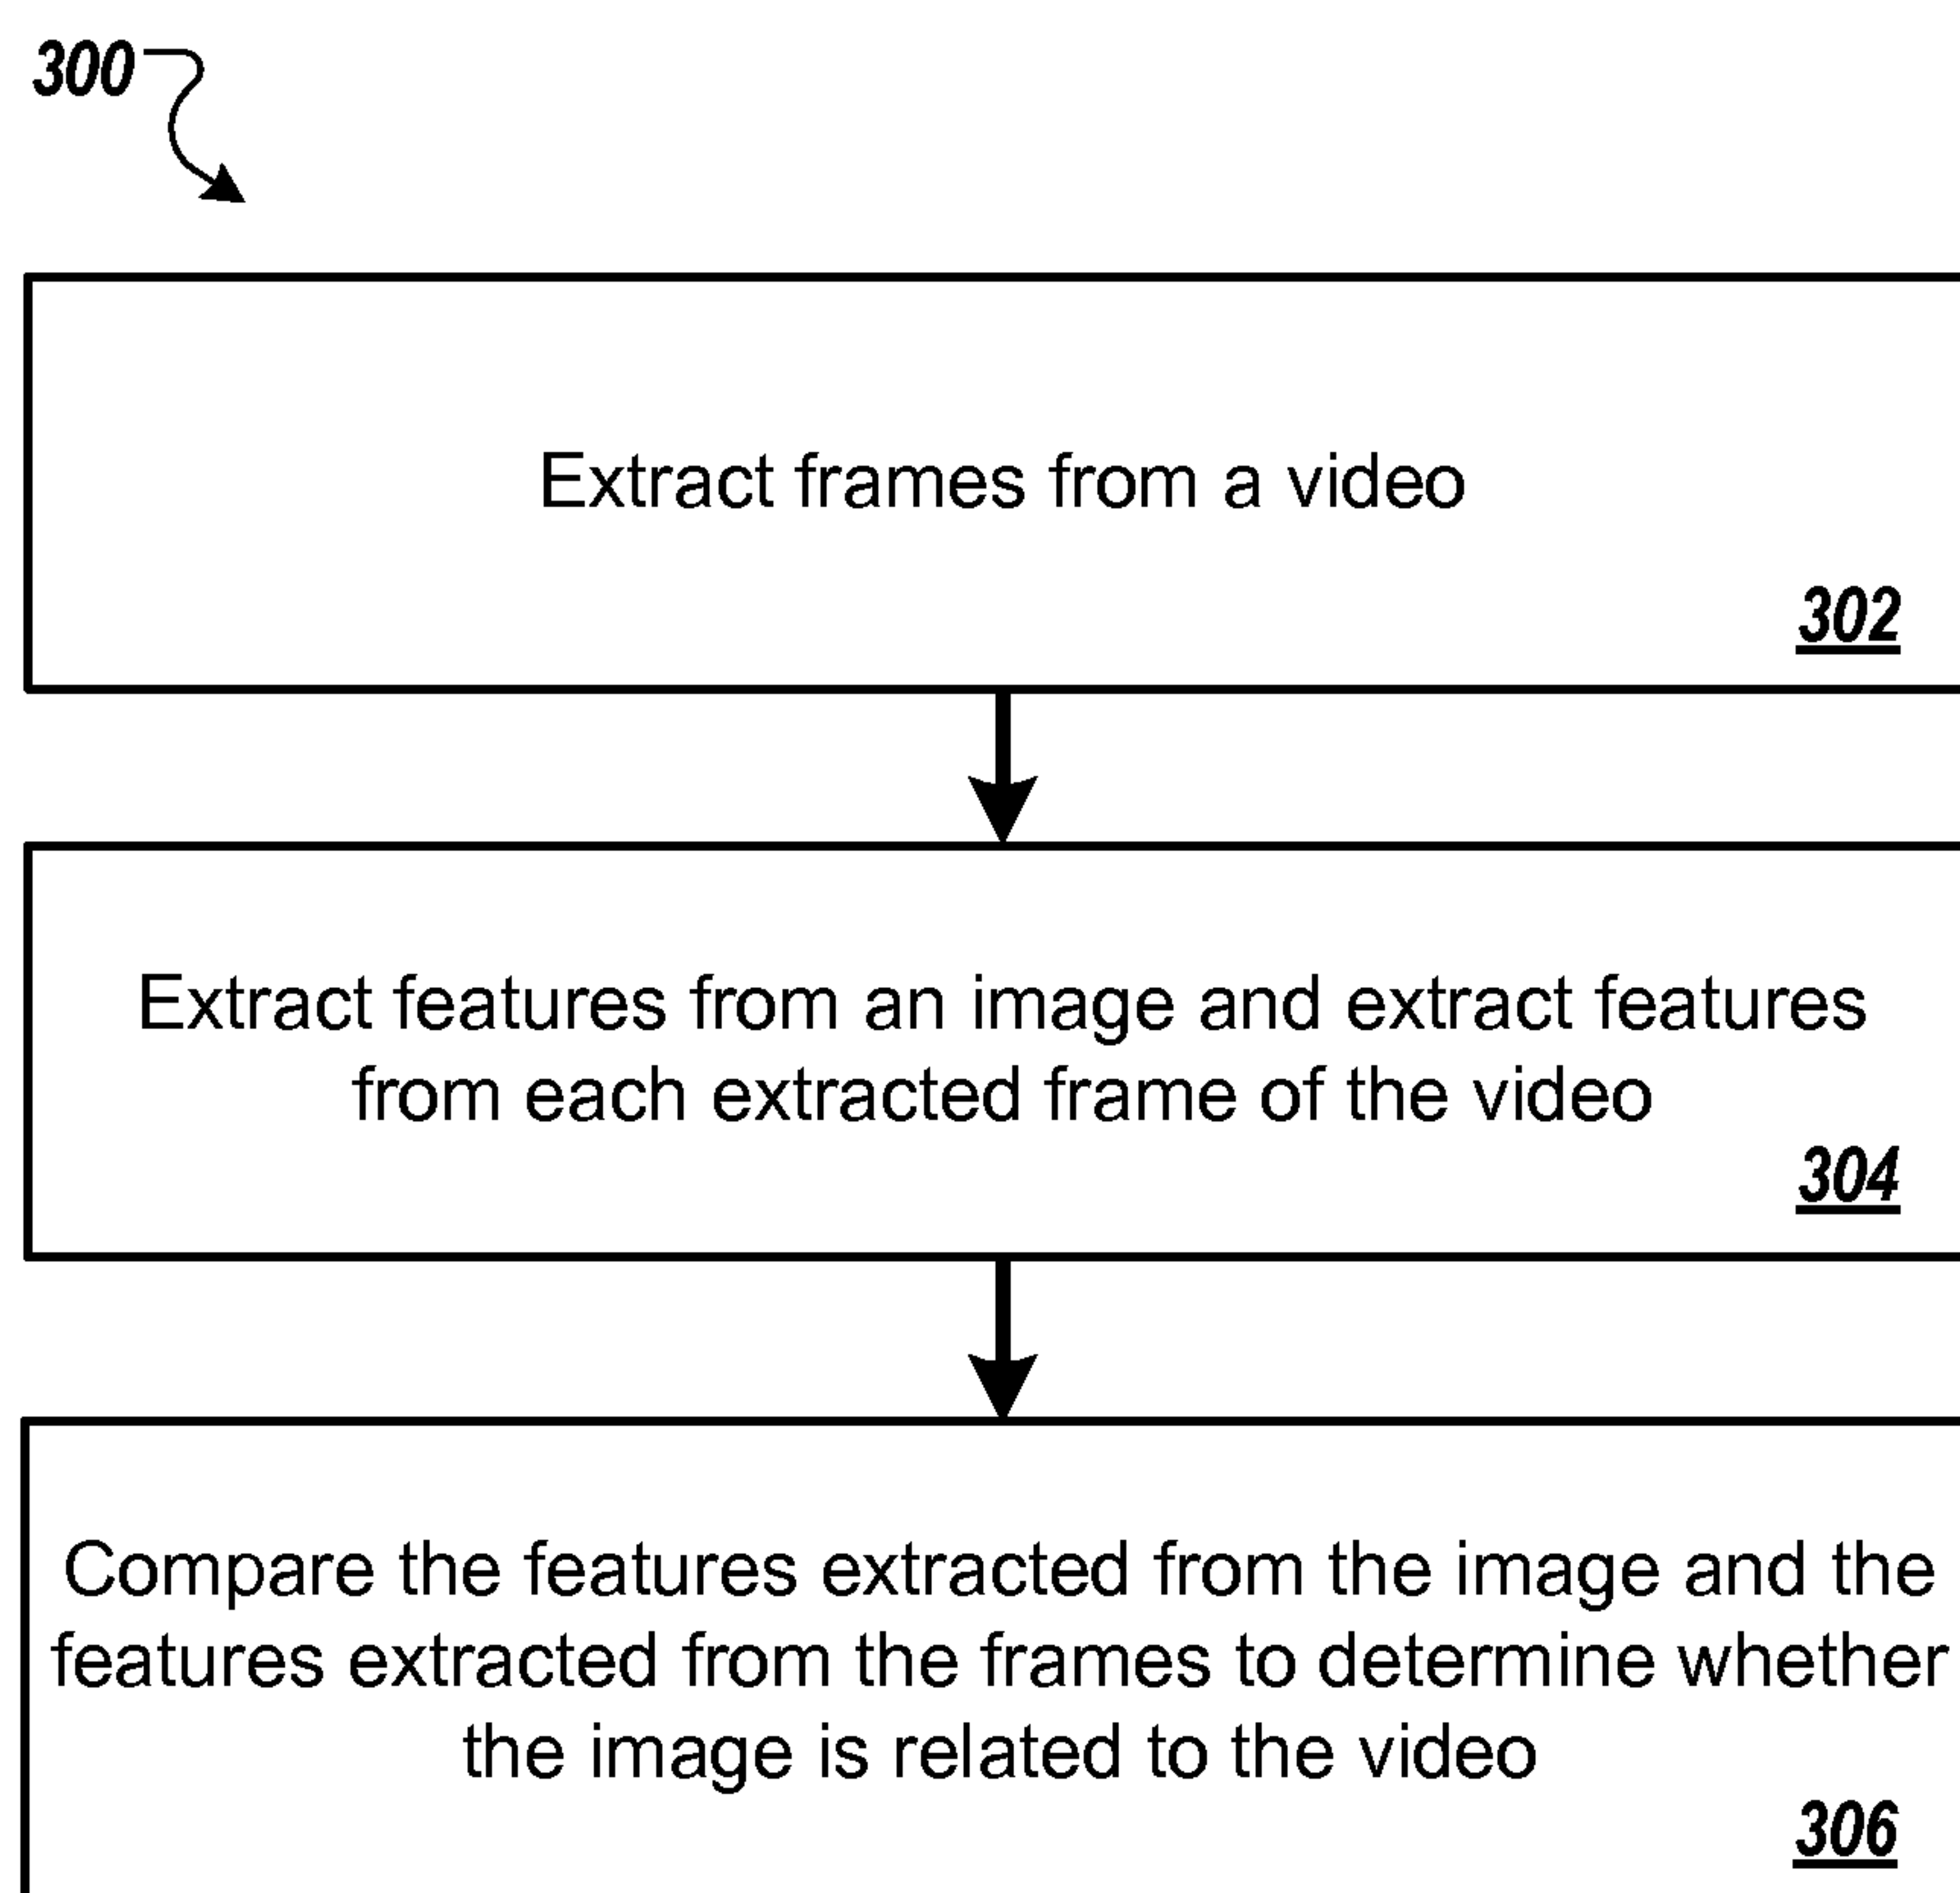 300
Extract frames from a video
302
Extract features from an image and extract features
from each extracted frame of the video
304
Compare the features extracted from the image and the
features extracted from the frames to determine whether
the image is related to the video
306